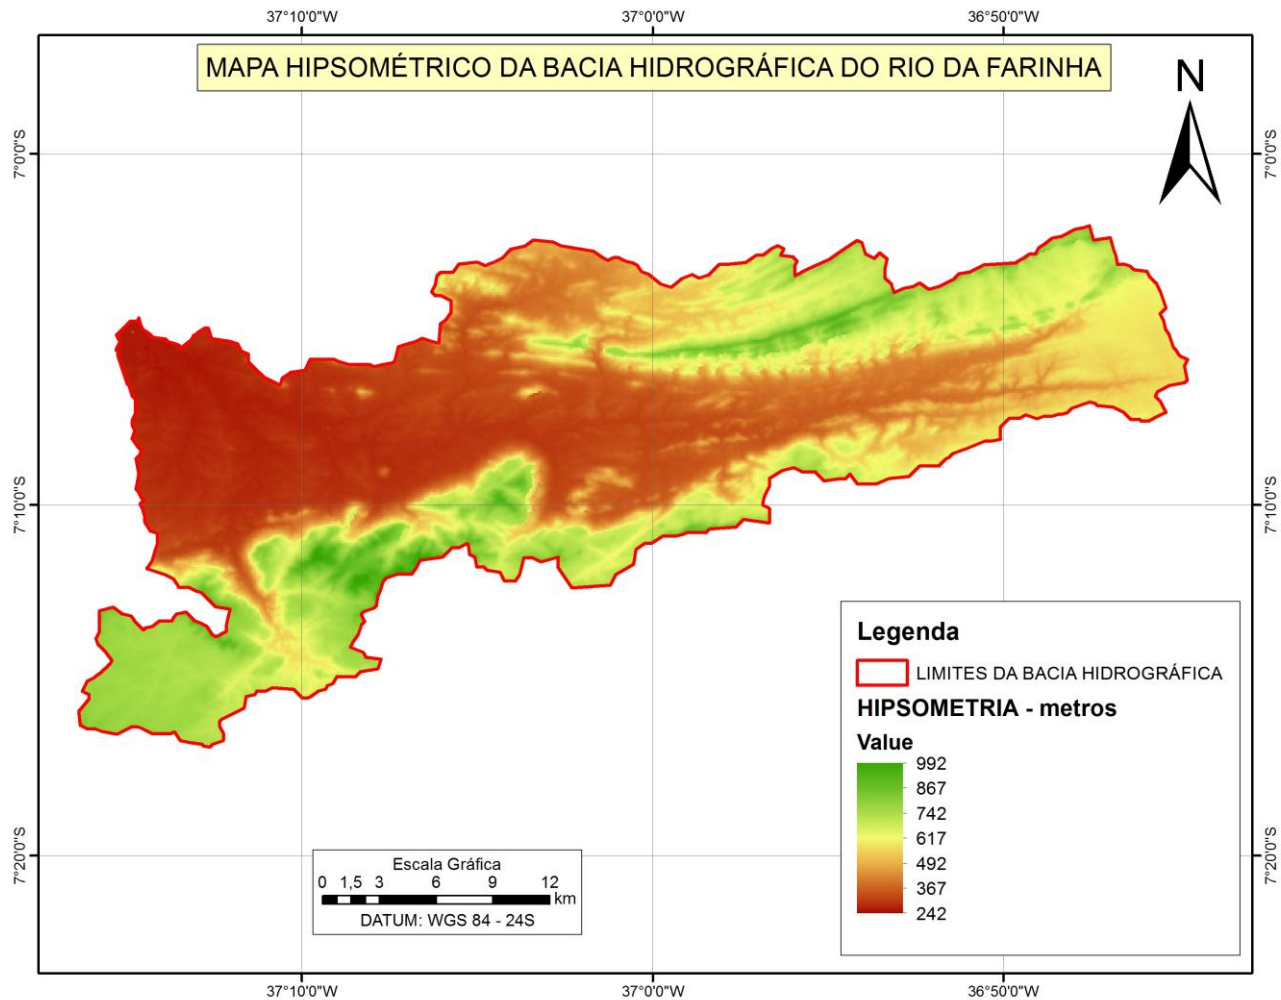 37°10'0"W 37°0'0"W 36°50'0"W
MAPA HIPSOMÉTRICO DA BACIA HIDROGRÁFICA DO RIO DA FARINHA
N
7°0'0"S 7°0'0"S
7°10'0"S 7°10'0"S
Legenda
LIMITES DA BACIA HIDROGRÁFICA
HIPSOMETRIA - metros
Value
992
867
742
617
492
367
242
7°20'0"S 7°20'0"S
Escala Gráfica
0 1,5 3 6 9 12
km
DATUM: WGS 84 - 24S
37°10'0"W 37°0'0"W 36°50'0"W